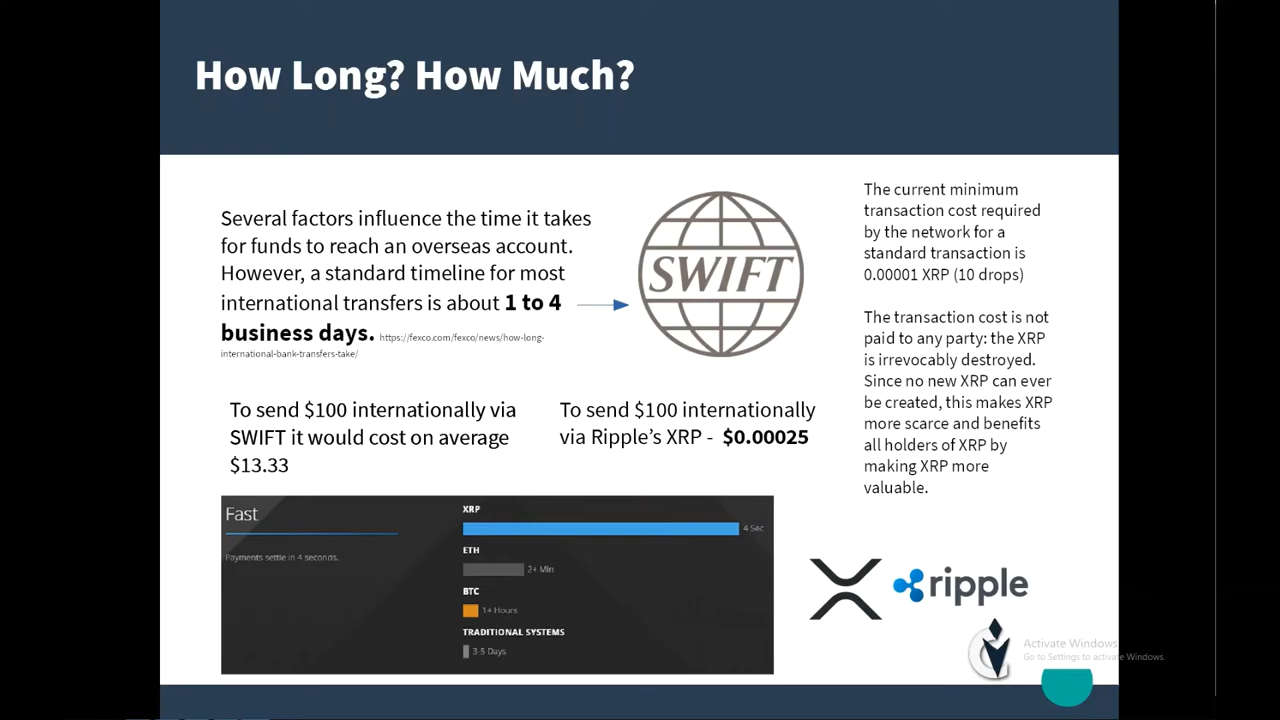 How Long? How Much?
Several factors influence the time it takes
for funds to reach an overseas account.
However, a standard timeline for most
international transfers is about 1 to 4
business days. https://fexco.com/fexco/news/how-long-
international-bank-transfers-take/
SWIFT
The current minimum
transaction cost required
by the network for a
standard transaction is
0.00001 XRP (10 drops)
The transaction cost is not
paid to any party: the XRP
is irrevocably destroyed.
Since no new XRP can ever
be created, this makes XRP
more scarce and benefits
all holders of XRP by
making XRP more
valuable.
To send $100 internationally via
SWIFT it would cost on average
$13.33
To send $100 internationally
via Ripple's XRP - $0.00025
Fast
Payments settle in 4 seconds.
XRP
4 Sec
ETH
2+ Min
BTC
1+ Hours
TRADITIONAL SYSTEMS
3-5 Days
ripple
Activate Windows
Go to Settings to activate Windows.